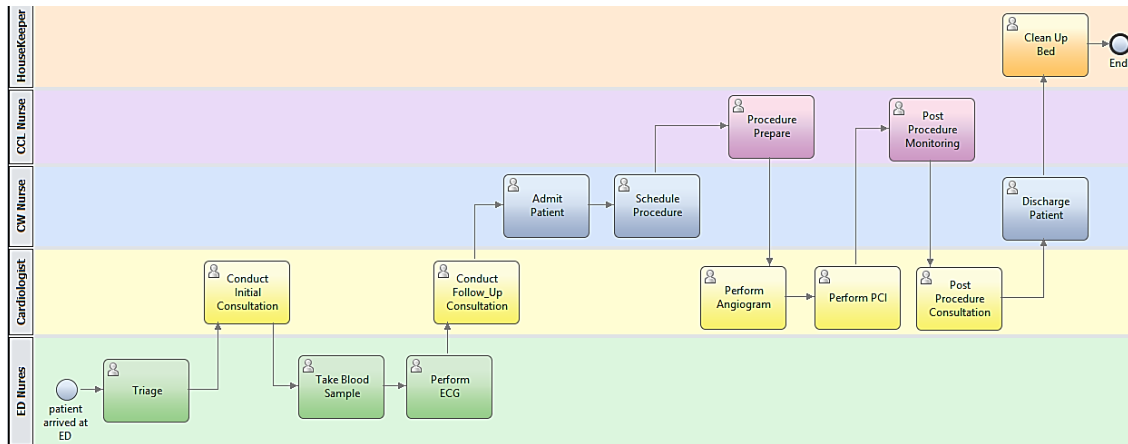 HouseKeeper
Clean Up
Bed
End
CCL Nurse
Procedure
Prepare
Post
Procedure
Monitoring
CW Nurse
Admit
Patient
Schedule
Procedure
Discharge
Patient
Cardiologist
Conduct
Initial
Consultation
Conduct
Follow_Up
Consultation
Perform
Angiogram
Perform PCI
Post
Procedure
Consultation
ED Nures
patient
arrived at
ED
Triage
Take Blood
Sample
Perform
ECG